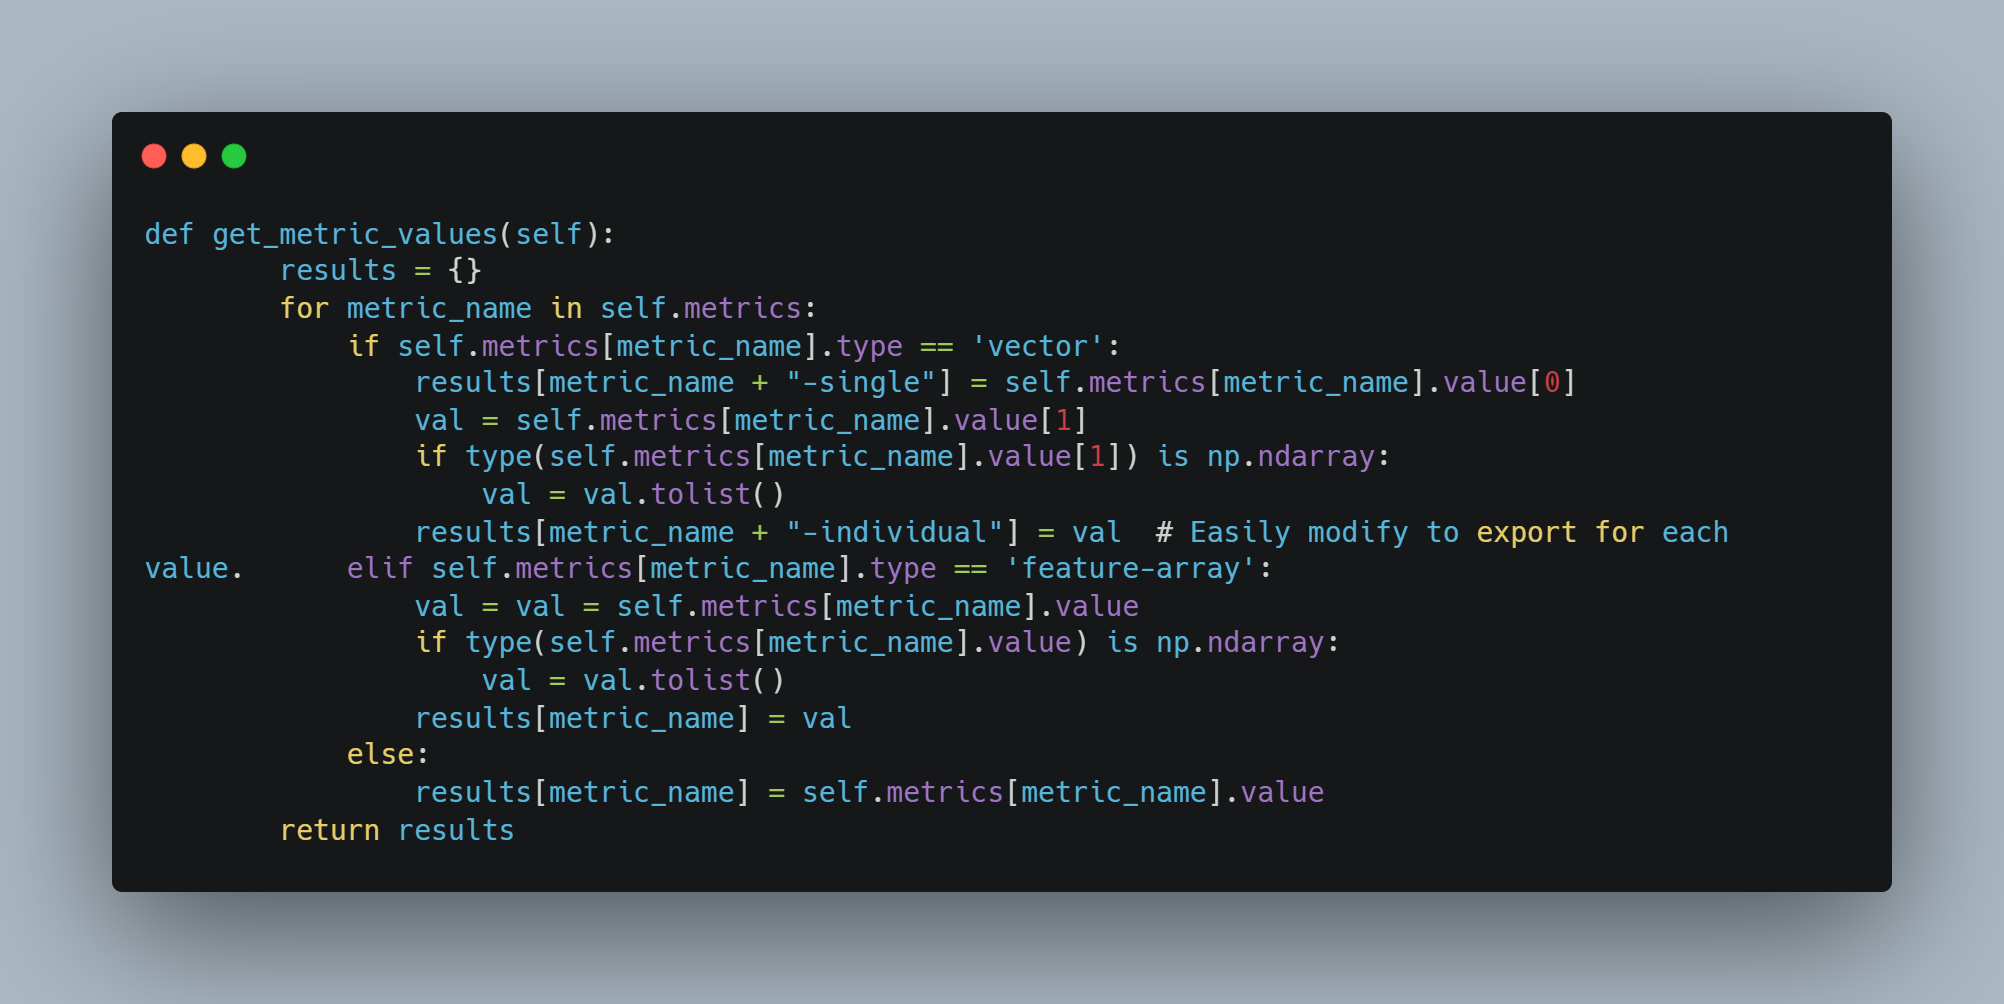 def get_metric_values(self):
        results = {}
        for metric_name in self.metrics:
            if self.metrics[metric_name].type == 'vector':
                results[metric_name + "-single"] = self.metrics[metric_name].value[0]
                val = self.metrics[metric_name].value[1]
                if type(self.metrics[metric_name].value[1]) is np.ndarray:
                    val = val.tolist()
                results[metric_name + "-individual"] = val  # Easily modify to export for each
value.      elif self.metrics[metric_name].type == 'feature-array':
                val = val = self.metrics[metric_name].value
                if type(self.metrics[metric_name].value) is np.ndarray:
                    val = val.tolist()
                results[metric_name] = val
            else:
                results[metric_name] = self.metrics[metric_name].value
        return results